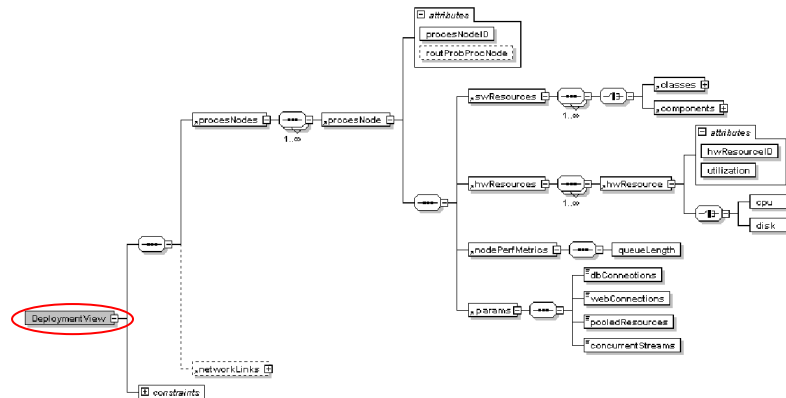 attributes
procesNodeID
routProbProcNode
classes
swResources
components
1..∞
procesNodes
procesNode
1..∞
attributes
hwResourceID
utilization
hwResources
hwResource
1..∞
cpu
disk
nodePerfMetrics
queueLength
dbConnections
webConnections
params
DeploymentView
pooledResources
concurrentStreams
networkLinks
constraints